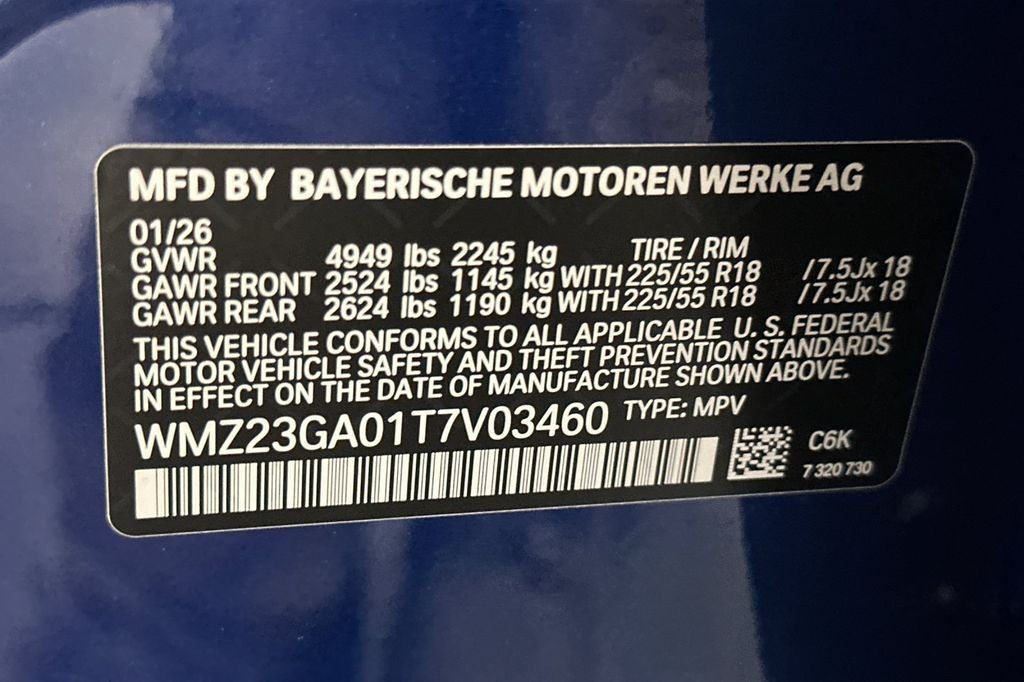 MFD BY BAYERISCHE MOTOREN WERKE AG
01/26
GVWR 4949 lbs 2245 kg TIRE / RIM
GAWR FRONT 2524 lbs 1145 kg WITH 225/55 R18 / 7.5Jx 18
GAWR REAR 2624 lbs 1190 kg WITH 225/55 R18 / 7.5Jx 18
THIS VEHICLE CONFORMS TO ALL APPLICABLE U. S. FEDERAL
MOTOR VEHICLE SAFETY AND THEFT PREVENTION STANDARDS
IN EFFECT ON THE DATE OF MANUFACTURE SHOWN ABOVE.
WMZ23GA01T7V03460 TYPE: MPV
C6K
7 320 730